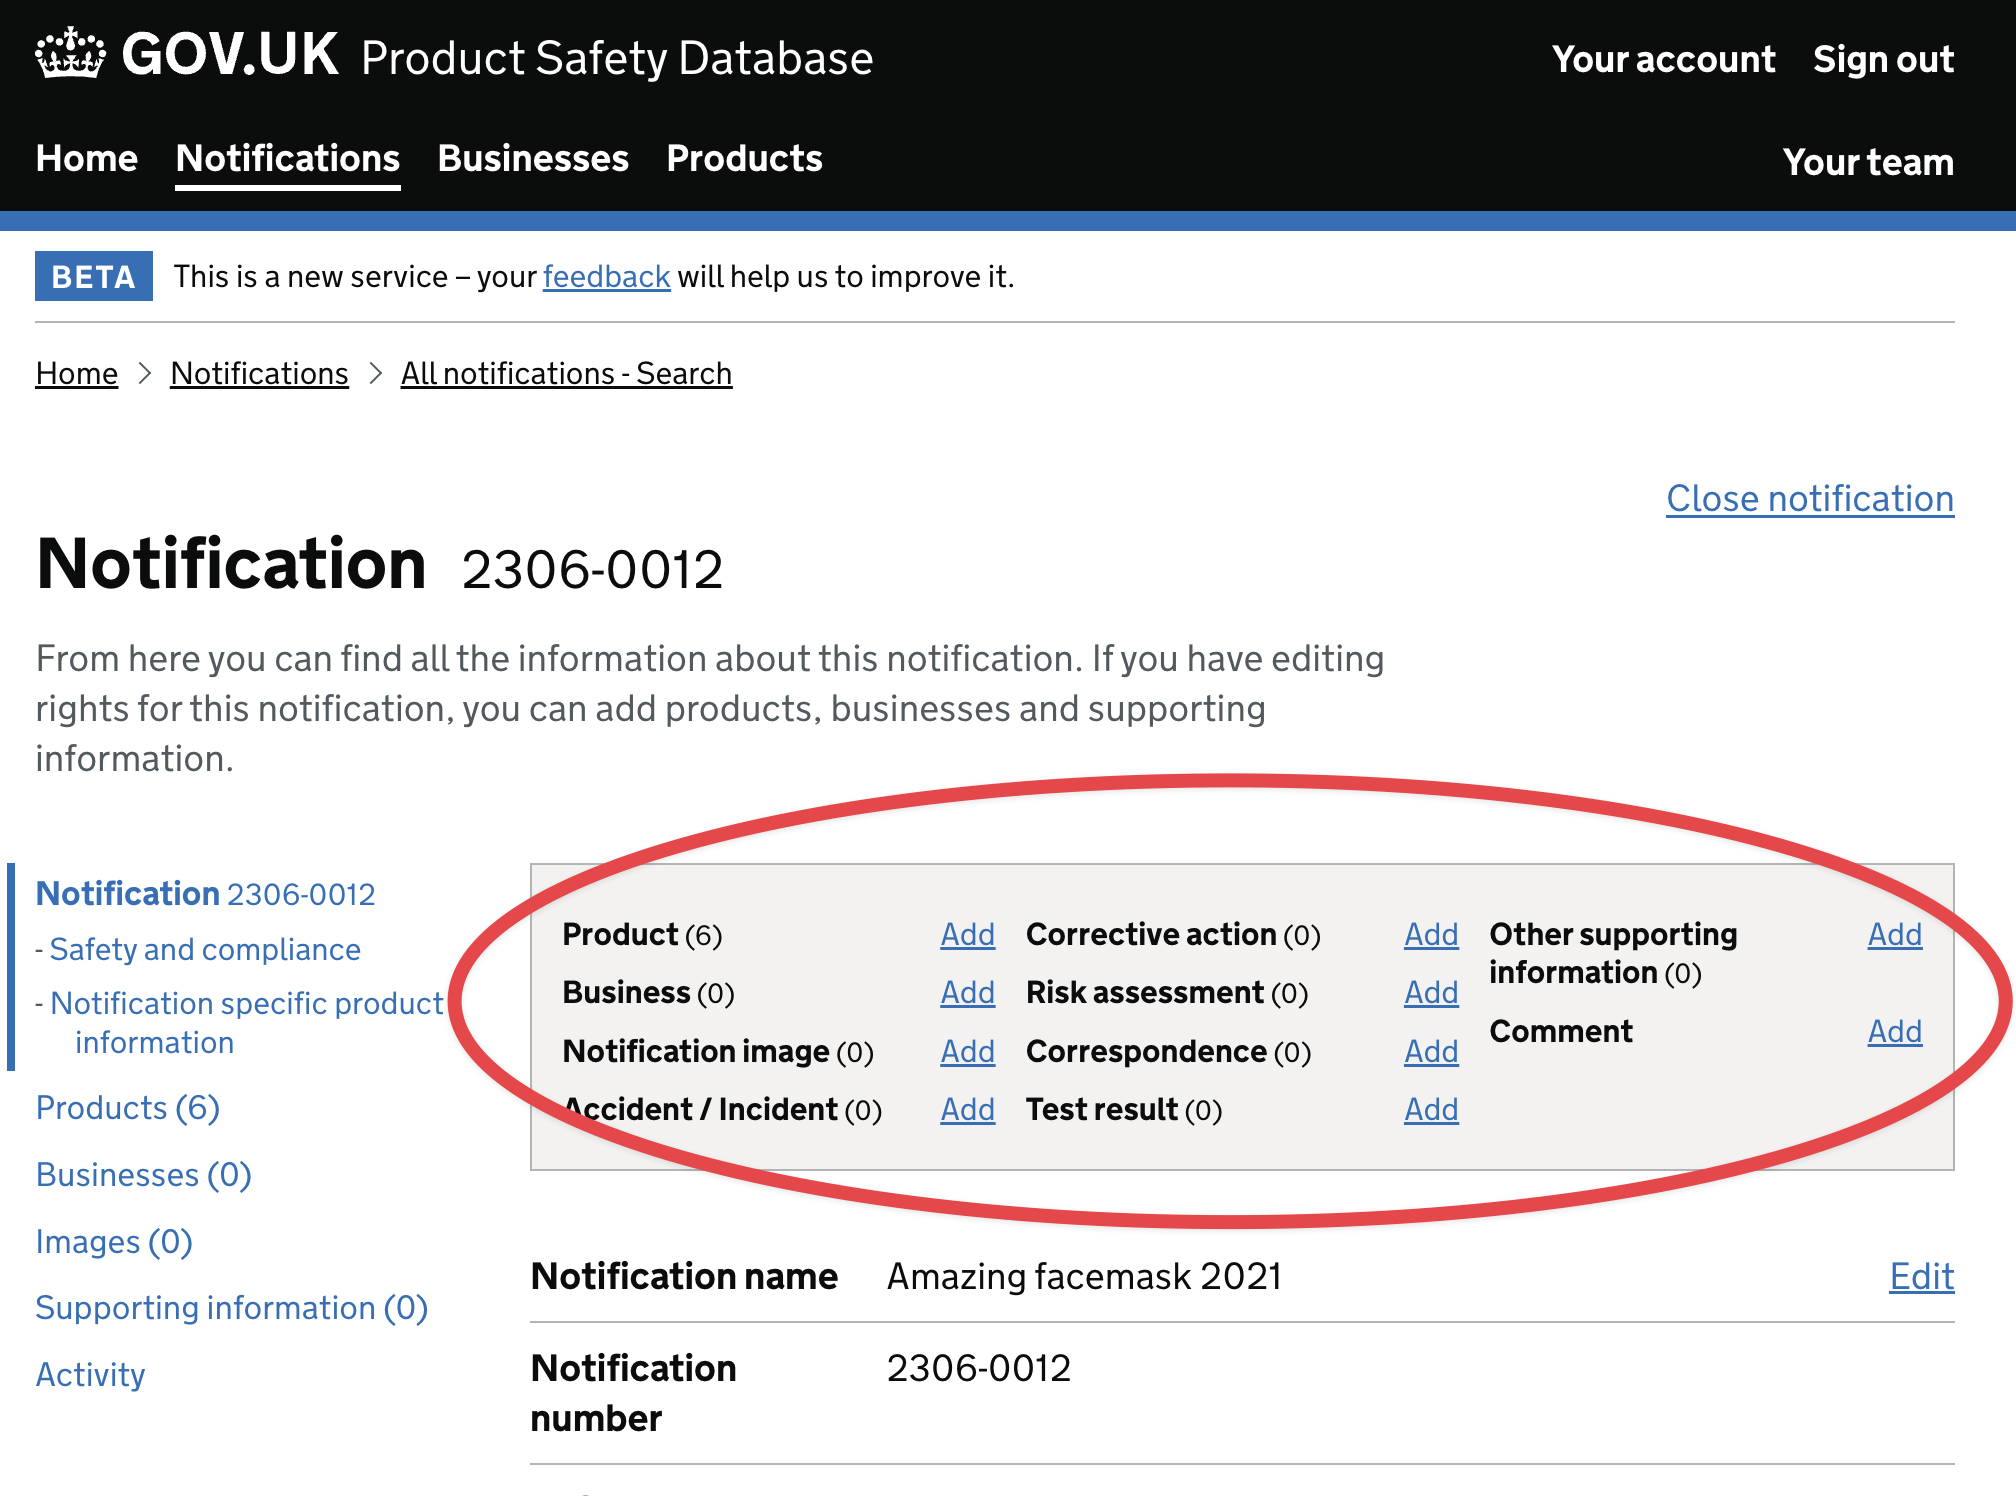 GOV.UK Product Safety Database
Your account Sign out
Home Notifications Businesses Products
Your team
BETA This is a new service – your feedback will help us to improve it.
Home > Notifications > All notifications - Search
Close notification
Notification 2306-0012
From here you can find all the information about this notification. If you have editing
rights for this notification, you can add products, businesses and supporting
information.
Notification 2306-0012
- Safety and compliance
- Notification specific product
information
Products (6)
Businesses (0)
Images (0)
Supporting information (0)
Activity
Product (6) Add
Business (0) Add
Notification image (0) Add
Accident / Incident (0) Add
Corrective action (0) Add
Risk assessment (0) Add
Correspondence (0) Add
Test result (0) Add
Other supporting Add
information (0)
Comment Add
Notification name Amazing facemask 2021 Edit
Notification 2306-0012
number